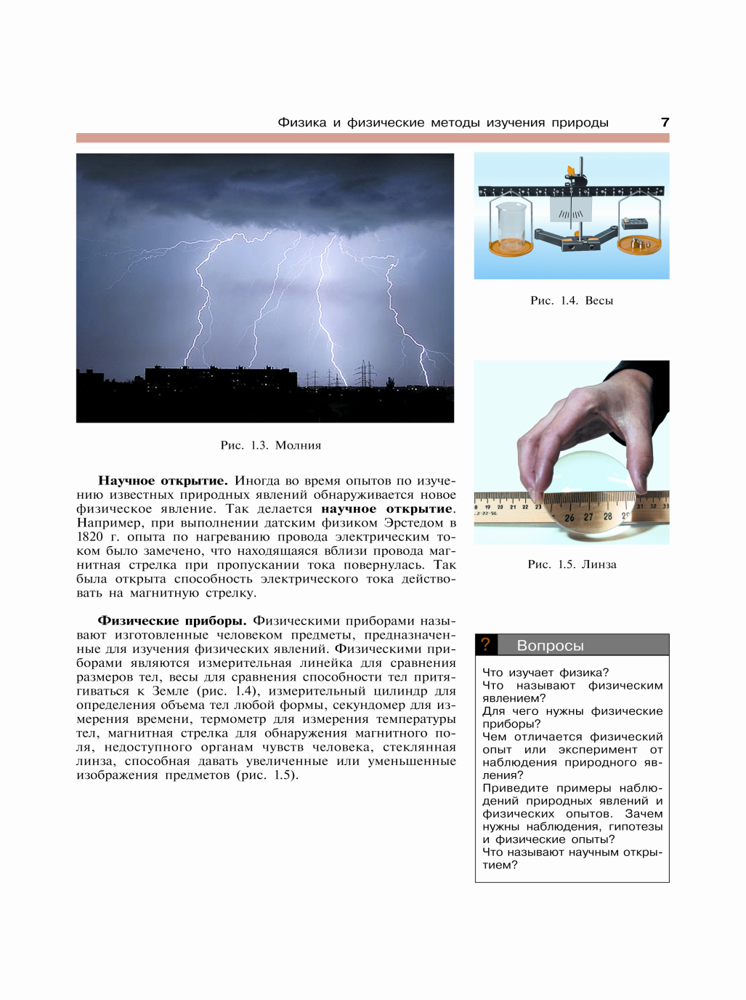 Физика и физические методы изучения природы 7
Рис. 1.3. Молния
Научное открытие. Иногда во время опытов по изуче-
нию известных природных явлений обнаруживается новое
физическое явление. Так делается научное открытие.
Например, при выполнении датским физиком Эрстедом в
1820 г. опыта по нагреванию провода электрическим то-
ком было замечено, что находящаяся вблизи провода маг-
нитная стрелка при пропускании тока повернулась. Так
была открыта способность электрического тока действо-
вать на магнитную стрелку.
Физические приборы. Физическими приборами назы-
вают изготовленные человеком предметы, предназначен-
ные для изучения физических явлений. Физическими при-
борами являются измерительная линейка для сравнения
размеров тел, весы для сравнения способности тел притя-
гиваться к Земле (рис. 1.4), измерительный цилиндр для
определения объема тел любой формы, секундомер для из-
мерения времени, термометр для измерения температуры
тел, магнитная стрелка для обнаружения магнитного по-
ля, недоступного органам чувств человека, стеклянная
линза, способная давать увеличенные или уменьшенные
изображения предметов (рис. 1.5).
Рис. 1.4. Весы
19 20 21 22 23 26 27 28 29 31 32 33
Рис. 1.5. Линза
? Вопросы
Что изучает физика?
Что называют физическим
явлением?
Для чего нужны физические
приборы?
Чем отличается физический
опыт или эксперимент от
наблюдения природного яв-
ления?
Приведите примеры наблю-
дений природных явлений и
физических опытов. Зачем
нужны наблюдения, гипотезы
и физические опыты?
Что называют научным откры-
тием?